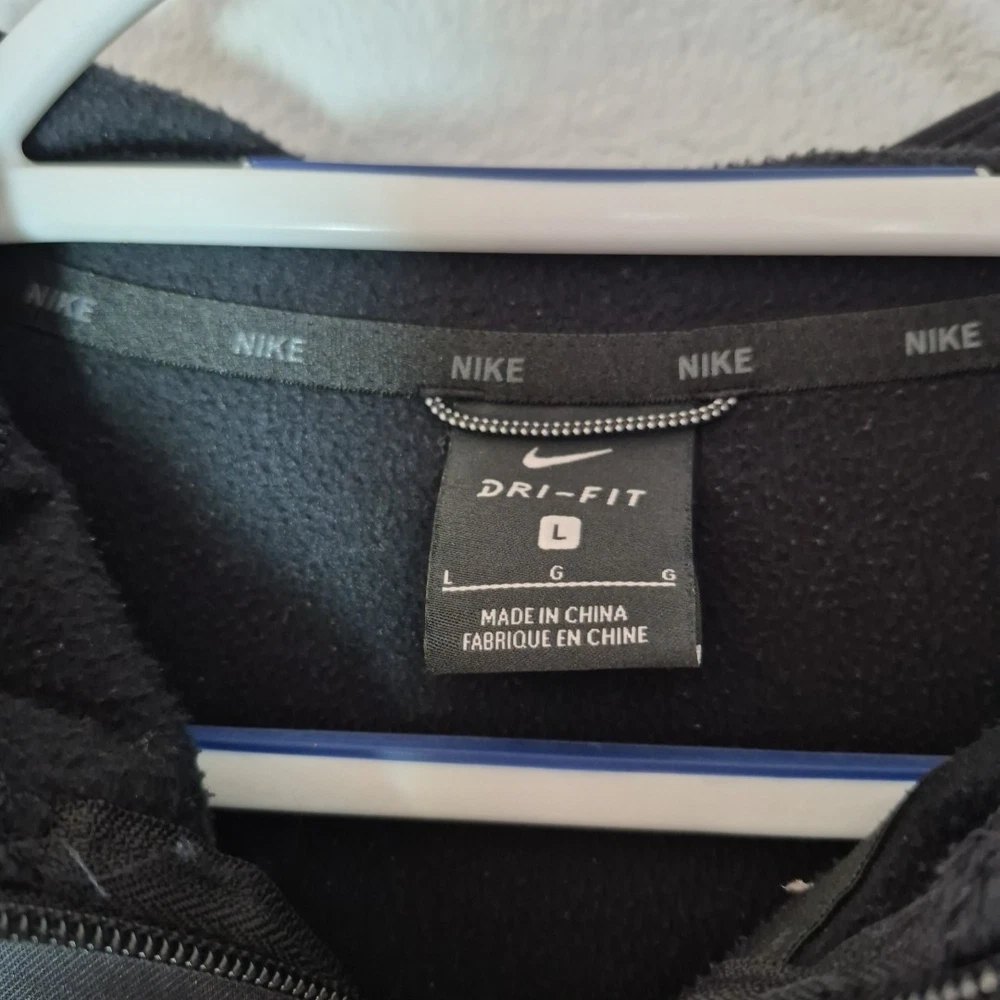 NIKE NIKE NIKE NIKE NIKE
DRI-FIT
L
L G G
MADE IN CHINA
FABRIQUE EN CHINE